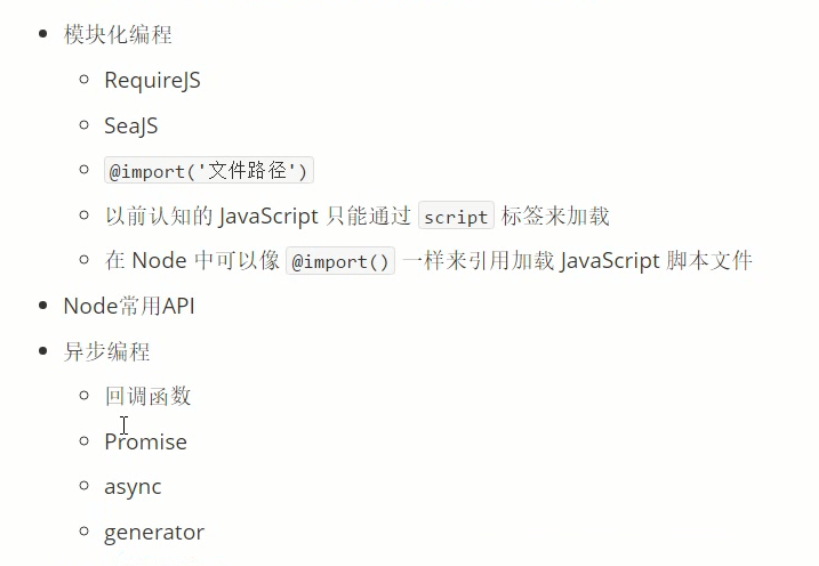 模块化编程
RequireJS
SeaJS
@import('文件路径')
以前认知的 JavaScript 只能通过 script 标签来加载
在 Node 中可以像 @import() 一样来引用加载 JavaScript 脚本文件
Node常用API
异步编程
回调函数
Promise
async
generator